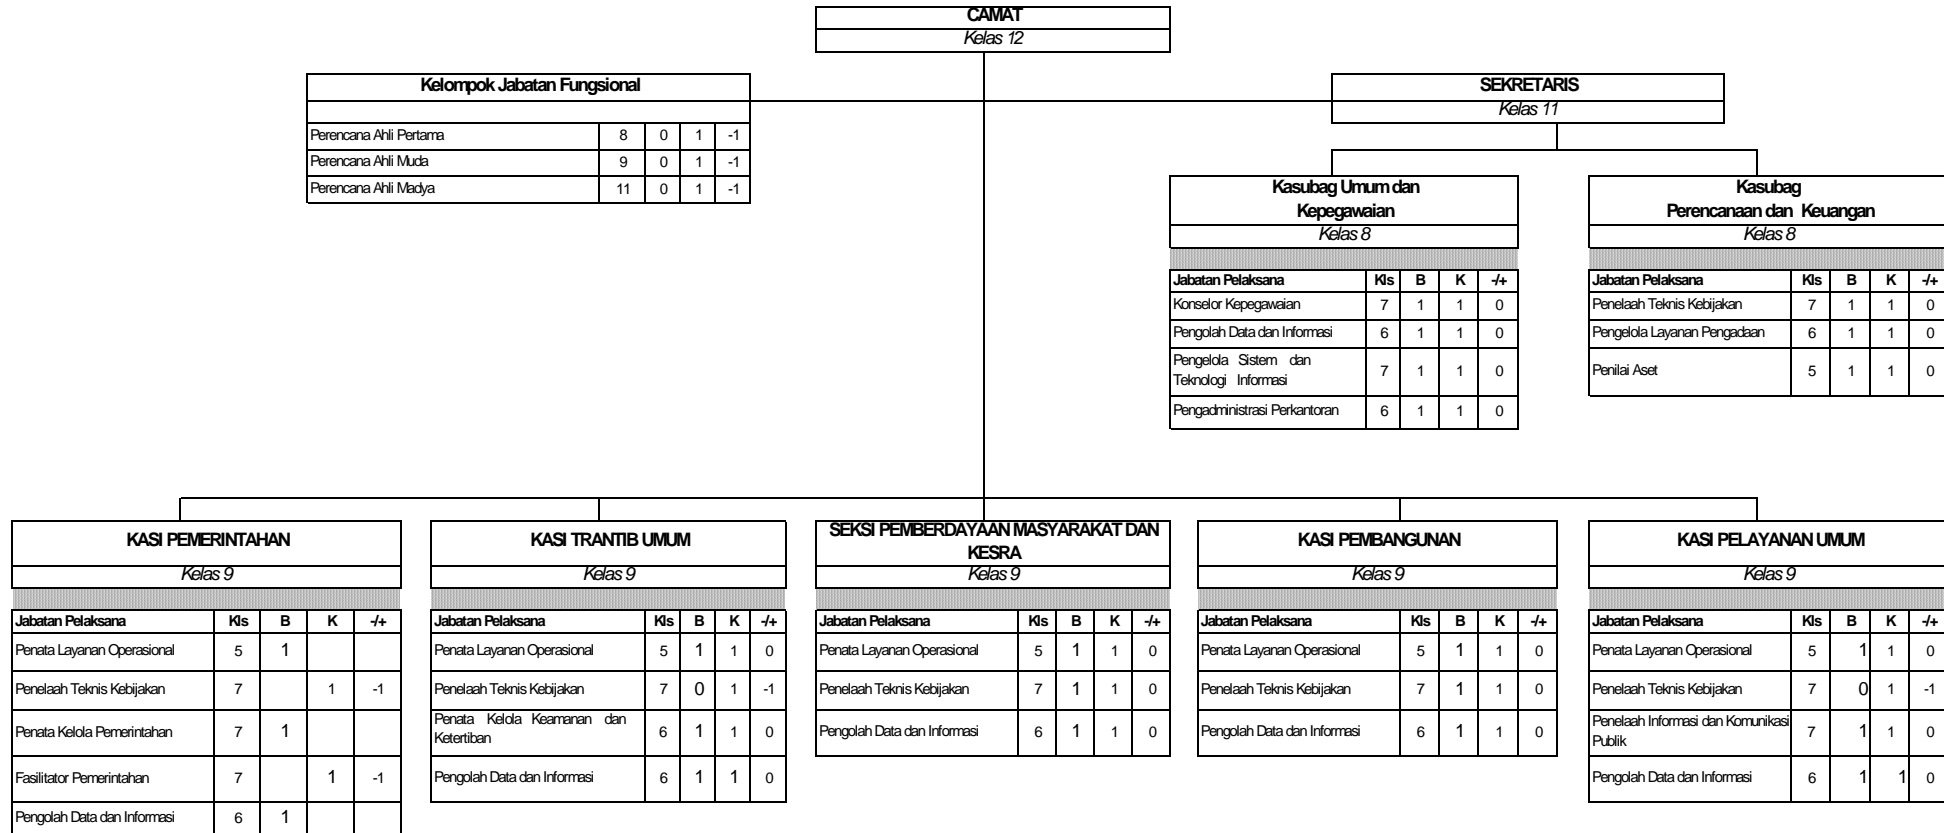 CAMAT
Kelas 12
Kelompok Jabatan Fungsional
Perencana Ahli Pertama 8 0 1 -1
Perencana Ahli Muda 9 0 1 -1
Perencana Ahli Madya 11 0 1 -1
SEKRETARIS
Kelas 11
Kasubag Umum dan
Kepegawaian
Kelas 8
Jabatan Pelaksana Kls B K -/+
Konselor Kepegawaian 7 1 1 0
Pengolah Data dan Informasi 6 1 1 0
Pengelola Sistem dan
Teknologi Informasi 7 1 1 0
Pengadministrasi Perkantoran 6 1 1 0
Kasubag
Perencanaan dan Keuangan
Kelas 8
Jabatan Pelaksana Kls B K -/+
Penelaah Teknis Kebijakan 7 1 1 0
Pengelola Layanan Pengadaan 6 1 1 0
Penilai Aset 5 1 1 0
KASI PEMERINTAHAN
Kelas 9
Jabatan Pelaksana Kls B K -/+
Penata Layanan Operasional 5 1
Penelaah Teknis Kebijakan 7 1 -1
Penata Kelola Pemerintahan 7 1
Fasilitator Pemerintahan 7 1 -1
Pengolah Data dan Informasi 6 1
KASI TRANTIB UMUM
Kelas 9
Jabatan Pelaksana Kls B K -/+
Penata Layanan Operasional 5 1 1 0
Penelaah Teknis Kebijakan 7 0 1 -1
Penata Kelola Keamanan dan
Ketertiban 6 1 1 0
Pengolah Data dan Informasi 6 1 1 0
SEKSI PEMBERDAYAAN MASYARAKAT DAN
KESRA
Kelas 9
Jabatan Pelaksana Kls B K -/+
Penata Layanan Operasional 5 1 1 0
Penelaah Teknis Kebijakan 7 1 1 0
Pengolah Data dan Informasi 6 1 1 0
KASI PEMBANGUNAN
Kelas 9
Jabatan Pelaksana Kls B K -/+
Penata Layanan Operasional 5 1 1 0
Penelaah Teknis Kebijakan 7 1 1 0
Pengolah Data dan Informasi 6 1 1 0
KASI PELAYANAN UMUM
Kelas 9
Jabatan Pelaksana Kls B K -/+
Penata Layanan Operasional 5 1 1 0
Penelaah Teknis Kebijakan 7 0 1 -1
Penelaah Informasi dan Komunikasi
Publik 7 1 1 0
Pengolah Data dan Informasi 6 1 1 0